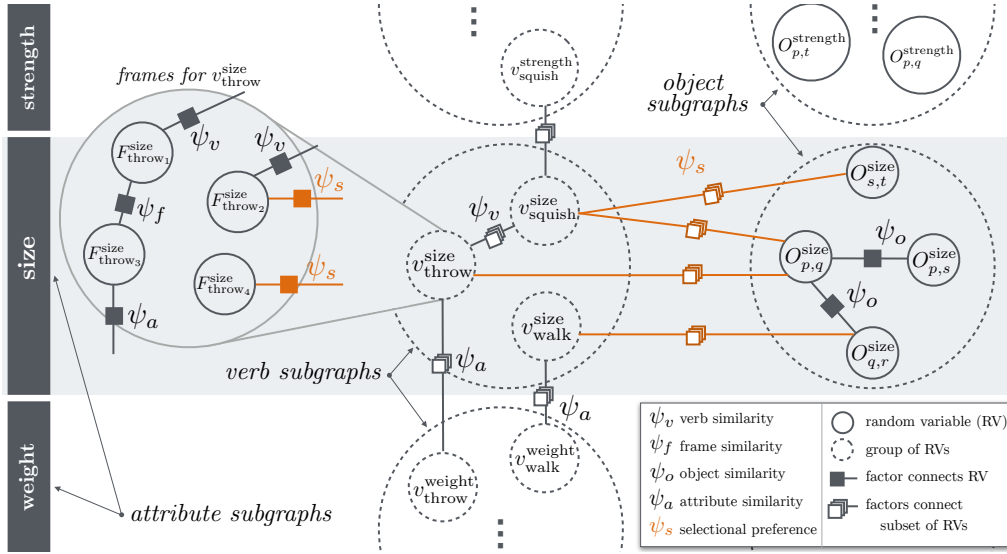 strength
size
weight
frames for v^size_throw
ψ_v
F^size_throw₁
ψ_f
F^size_throw₃
ψ_a
ψ_v
F^size_throw₂
ψ_s
F^size_throw₄
ψ_s
v^strength_squish
ψ_v
v^size_squish
v^size_throw
v^size_walk
ψ_a
ψ_a
v^weight_throw
v^weight_walk
verb subgraphs
attribute subgraphs
object
subgraphs
O^strength_p,t
O^strength_p,q
ψ_s
O^size_s,t
O^size_p,q
ψ_o
O^size_p,s
ψ_o
O^size_q,r
ψ_v verb similarity
ψ_f frame similarity
ψ_o object similarity
ψ_a attribute similarity
ψ_s selectional preference
random variable (RV)
group of RVs
factor connects RV
factors connect
subset of RVs